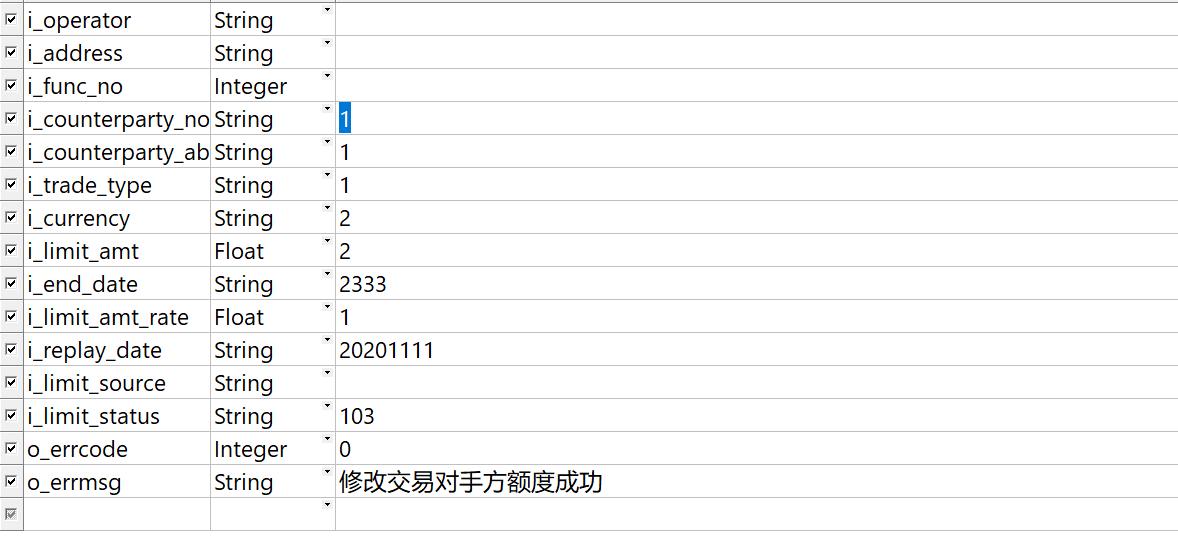 i_operator String
i_address String
i_func_no Integer
i_counterparty_no String 1
i_counterparty_ab String 1
i_trade_type String 1
i_currency String 2
i_limit_amt Float 2
i_end_date String 2333
i_limit_amt_rate Float 1
i_replay_date String 20201111
i_limit_source String
i_limit_status String 103
o_errcode Integer 0
o_errmsg String 修改交易对手方额度成功